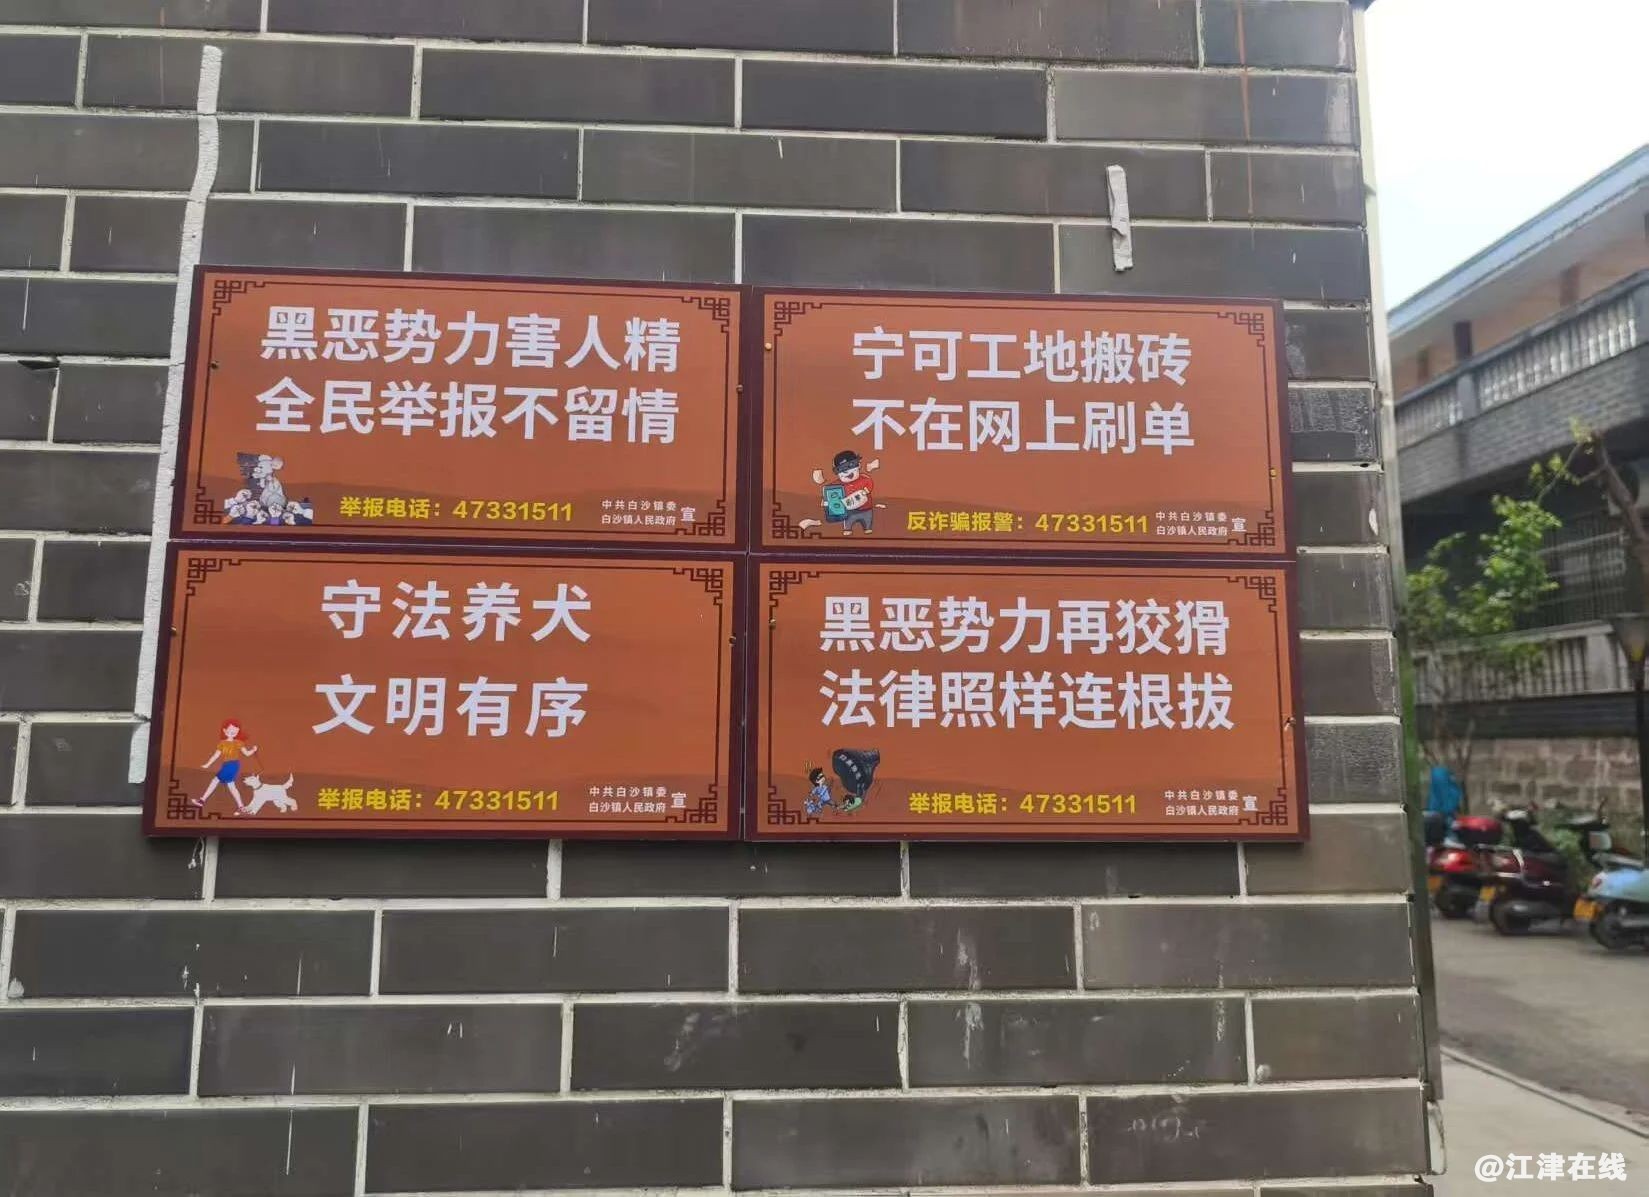 黑恶势力害人精
全民举报不留情
举报电话：47331511
中共白沙镇委
白沙镇人民政府
宣
宁可工地搬砖
不在网上刷单
反诈骗报警：47331511
中共白沙镇委
白沙镇人民政府
宣
守法养犬
文明有序
举报电话：47331511
中共白沙镇委
白沙镇人民政府
宣
黑恶势力再狡猾
法律照样连根拔
举报电话：47331511
中共白沙镇委
白沙镇人民政府
宣
@江津在线